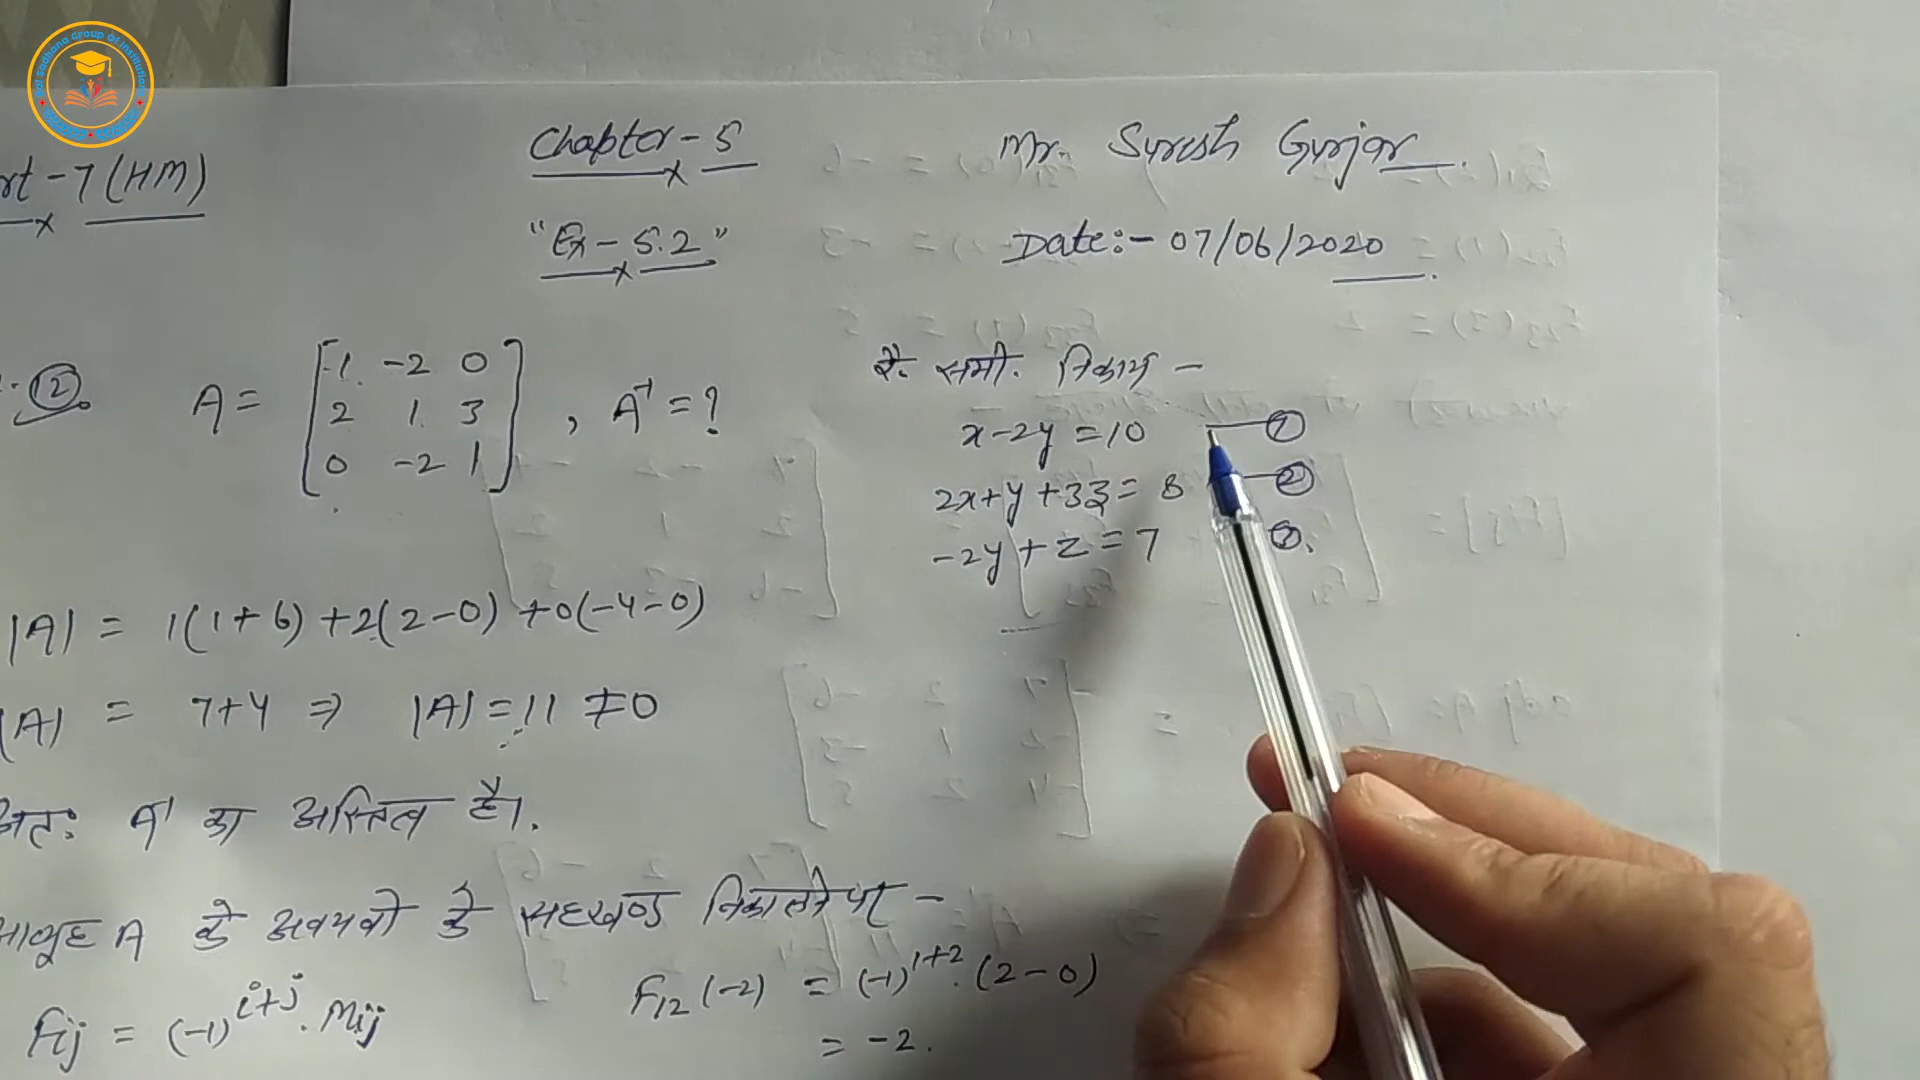 Chapter-5
Mr. Suresh Gurjar
rt-7 (HM)
"Ex-5.2"
Date:- 07/06/2020
(12). A = [1 -2 0
2 1 3
0 -2 1], A⁻¹ = ?
रै. समी. निकाय -
x-2y = 10 —①
2x+y+3z = 8 —②
-2y+z = 7 ③.
|A| = 1(1+6) +2(2-0) +0(-4-0)
|A| = 7+4 ⇒ |A| = 11 ≠ 0
अतः A⁻¹ का अस्तित्व है।
आव्यूह A के अवयवों के सहखण्ड निकालने पर -
Fij = (-1)^i+j . Mij
F12 (-2) = (-1)^1+2 . (2-0)
= -2.